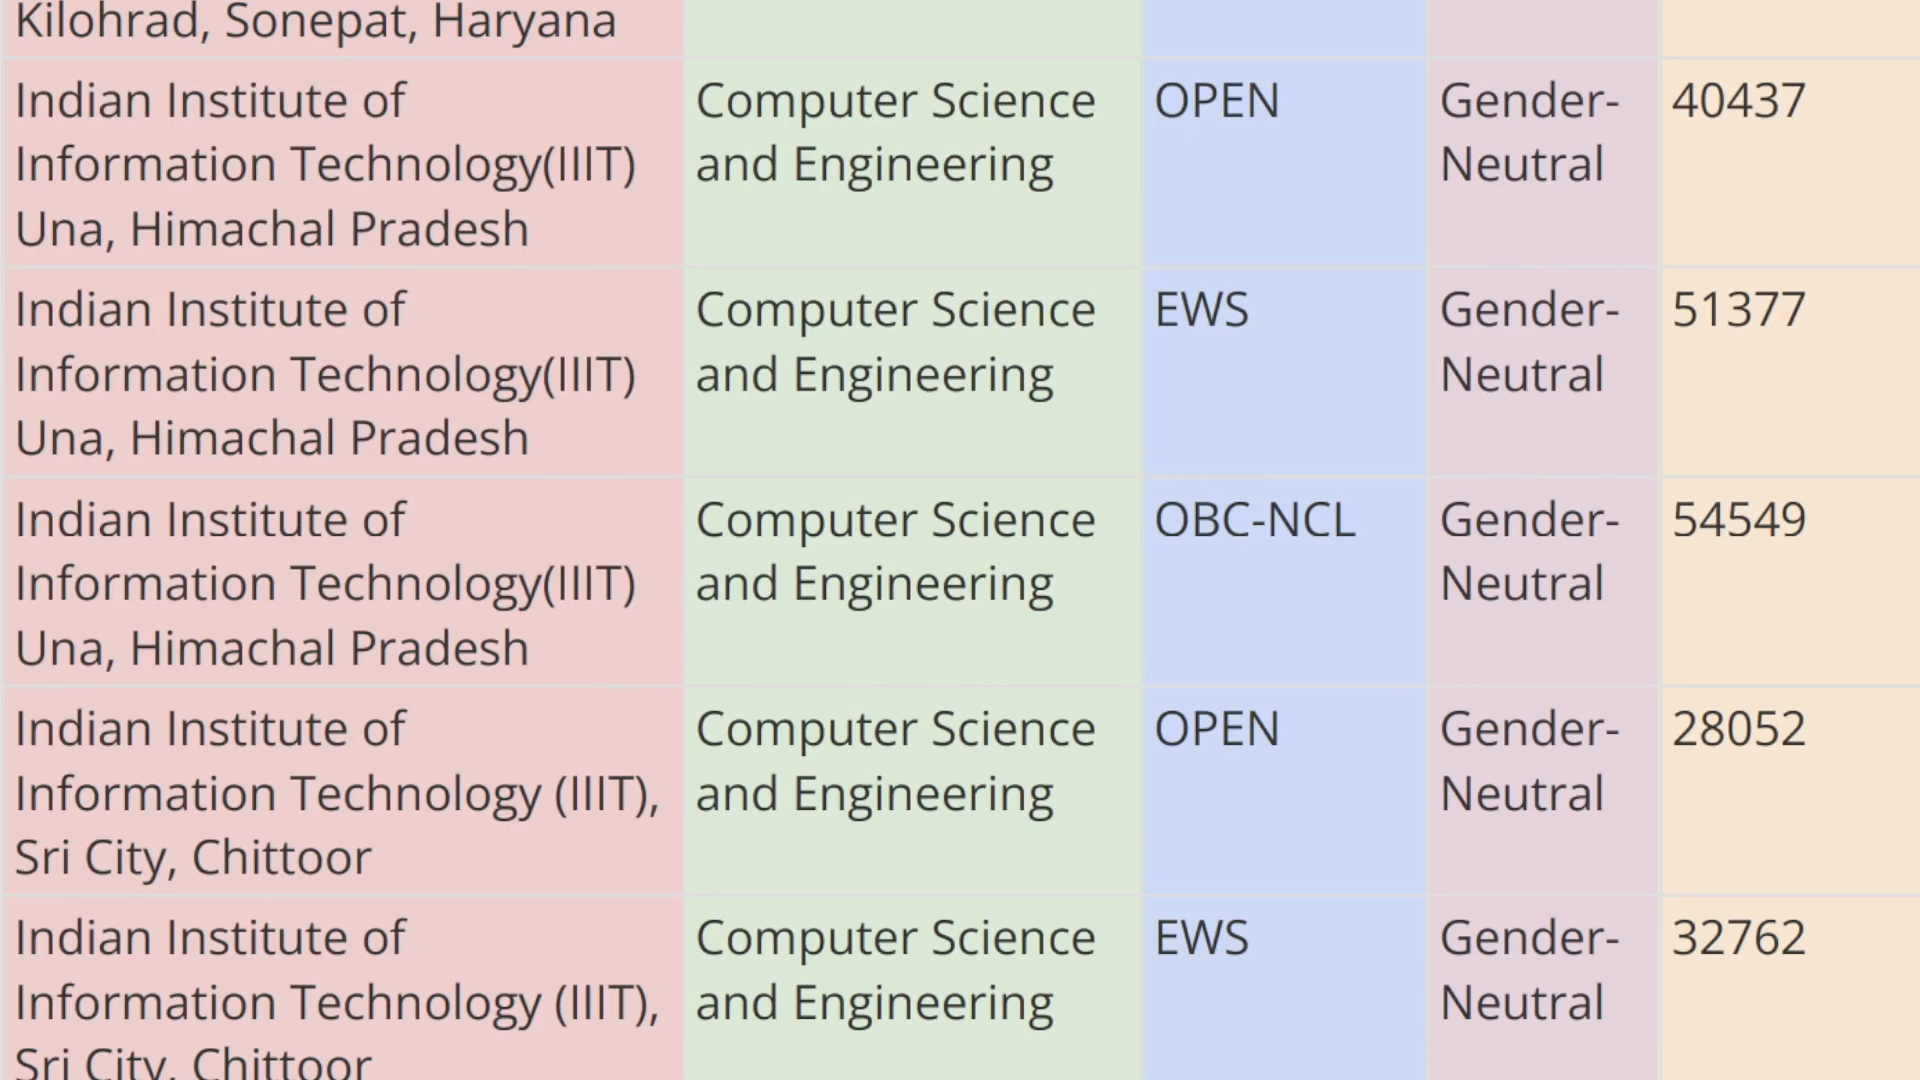 Kilohrad, Sonepat, Haryana
Indian Institute of
Information Technology(IIIT)
Una, Himachal Pradesh
Computer Science
and Engineering
OPEN
Gender-
Neutral
40437
Indian Institute of
Information Technology(IIIT)
Una, Himachal Pradesh
Computer Science
and Engineering
EWS
Gender-
Neutral
51377
Indian Institute of
Information Technology(IIIT)
Una, Himachal Pradesh
Computer Science
and Engineering
OBC-NCL
Gender-
Neutral
54549
Indian Institute of
Information Technology (IIIT),
Sri City, Chittoor
Computer Science
and Engineering
OPEN
Gender-
Neutral
28052
Indian Institute of
Information Technology (IIIT),
Sri City, Chittoor
Computer Science
and Engineering
EWS
Gender-
Neutral
32762